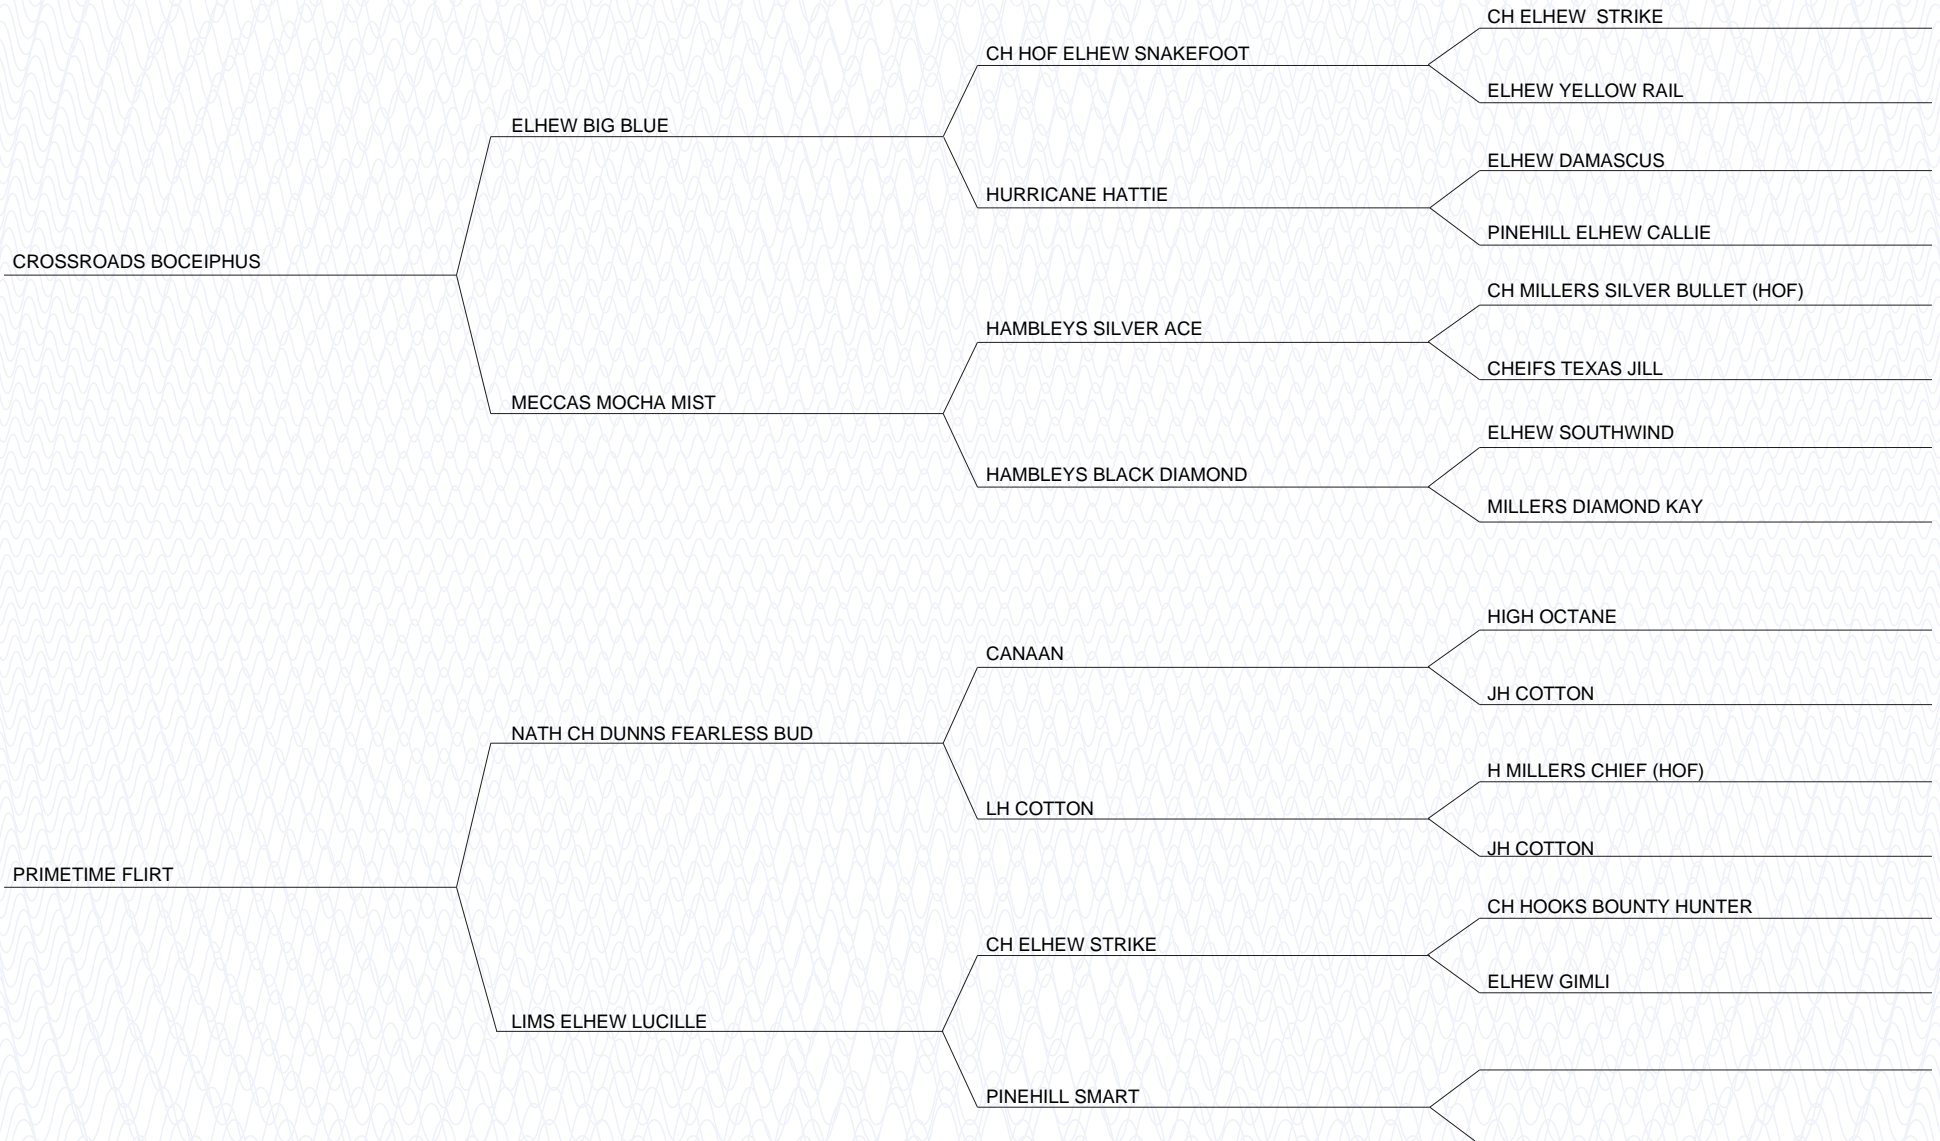 CH ELHEW  STRIKE
CH HOF ELHEW SNAKEFOOT
ELHEW YELLOW RAIL
ELHEW BIG BLUE
ELHEW DAMASCUS
HURRICANE HATTIE
PINEHILL ELHEW CALLIE
CROSSROADS BOCEIPHUS
CH MILLERS SILVER BULLET (HOF)
HAMBLEYS SILVER ACE
CHEIFS TEXAS JILL
MECCAS MOCHA MIST
ELHEW SOUTHWIND
HAMBLEYS BLACK DIAMOND
MILLERS DIAMOND KAY
HIGH OCTANE
CANAAN
JH COTTON
NATH CH DUNNS FEARLESS BUD
H MILLERS CHIEF (HOF)
LH COTTON
JH COTTON
PRIMETIME FLIRT
CH HOOKS BOUNTY HUNTER
CH ELHEW STRIKE
ELHEW GIMLI
LIMS ELHEW LUCILLE
PINEHILL SMART